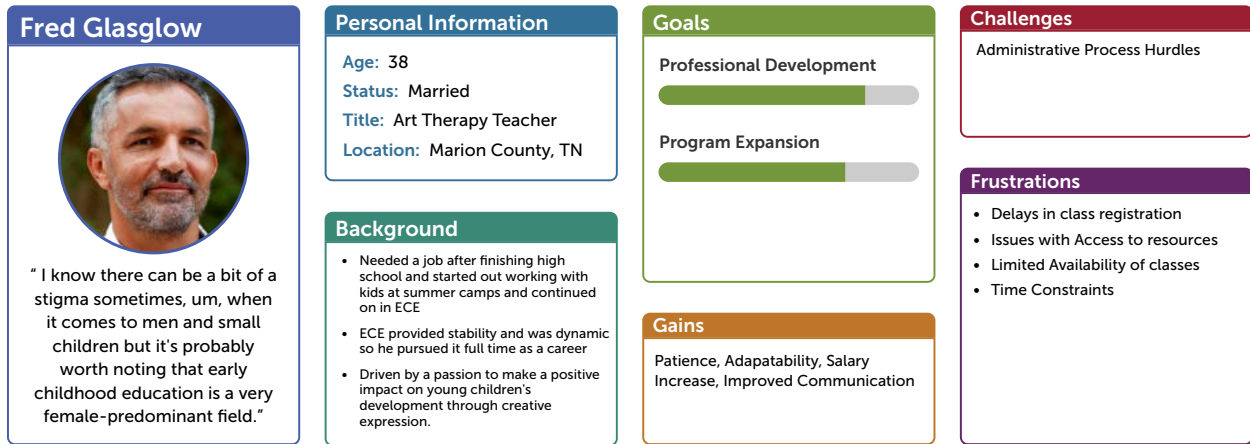 Fred Glasglow
" I know there can be a bit of a
stigma sometimes, um, when
it comes to men and small
children but it's probably
worth noting that early
childhood education is a very
female-predominant field."
Personal Information
Age: 38
Status: Married
Title: Art Therapy Teacher
Location: Marion County, TN
Background
• Needed a job after finishing high
school and started out working with
kids at summer camps and continued
on in ECE
• ECE provided stability and was dynamic
so he pursued it full time as a career
• Driven by a passion to make a positive
impact on young children's
development through creative
expression.
Goals
Professional Development
Program Expansion
Gains
Patience, Adapatability, Salary
Increase, Improved Communication
Challenges
Administrative Process Hurdles
Frustrations
• Delays in class registration
• Issues with Access to resources
• Limited Availability of classes
• Time Constraints